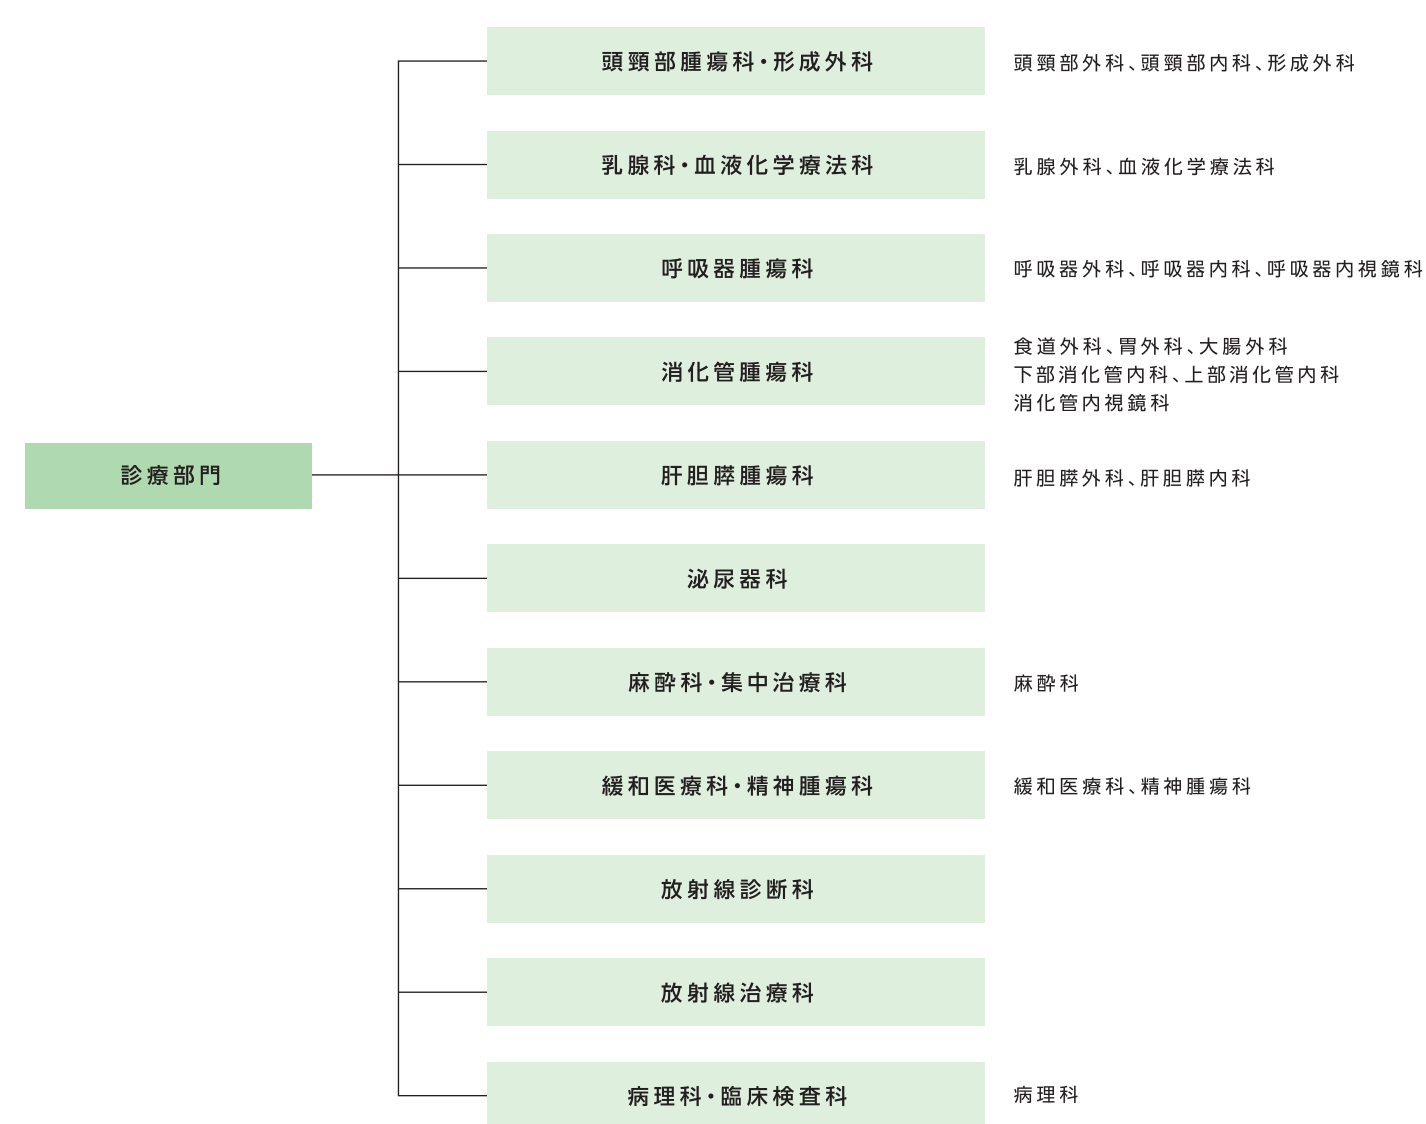 頭頸部腫瘍科・形成外科
頭頸部外科、頭頸部内科、形成外科
乳腺科・血液化学療法科
乳腺外科、血液化学療法科
呼吸器腫瘍科
呼吸器外科、呼吸器内科、呼吸器内視鏡科
消化管腫瘍科
食道外科、胃外科、大腸外科
下部消化管内科、上部消化管内科
消化管内視鏡科
診療部門
肝胆膵腫瘍科
肝胆膵外科、肝胆膵内科
泌尿器科
麻酔科・集中治療科
麻酔科
緩和医療科・精神腫瘍科
緩和医療科、精神腫瘍科
放射線診断科
放射線治療科
病理科・臨床検査科
病理科